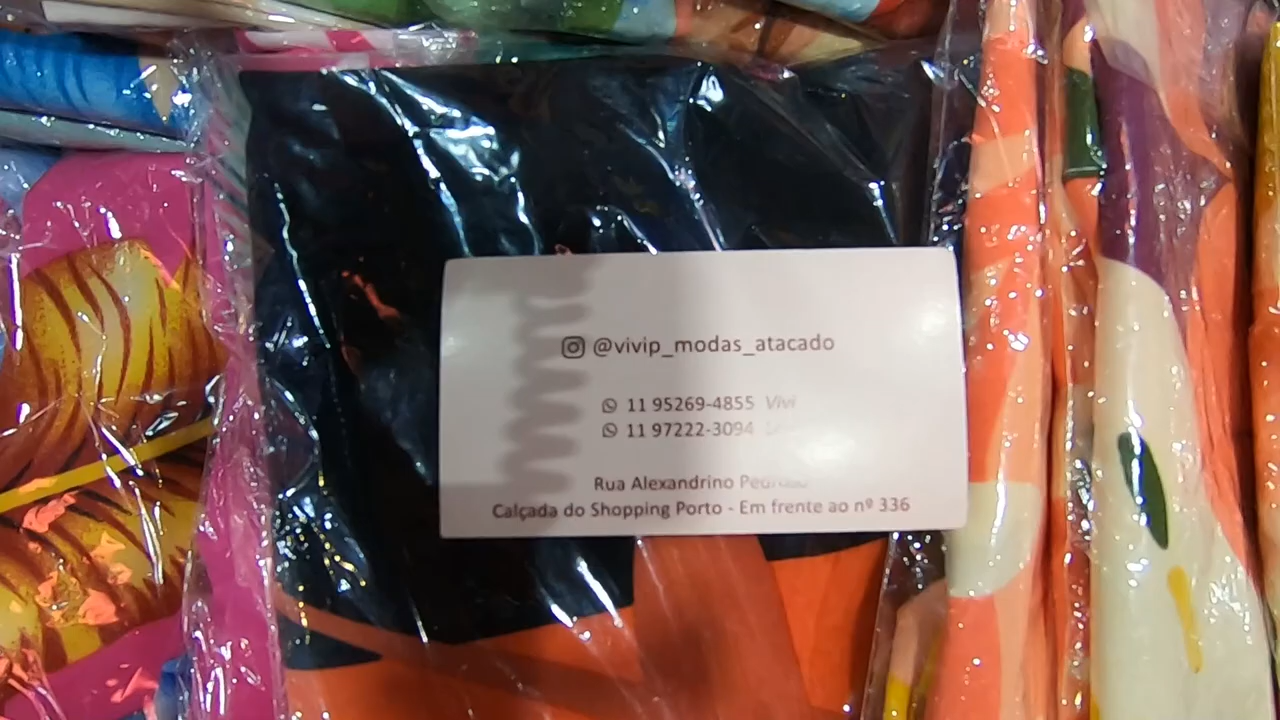 @vivip_modas_atacado
11 95269-4855 Vivi
11 97222-3094
Rua Alexandrino
Calçada do Shopping Porto - Em frente ao nº 336